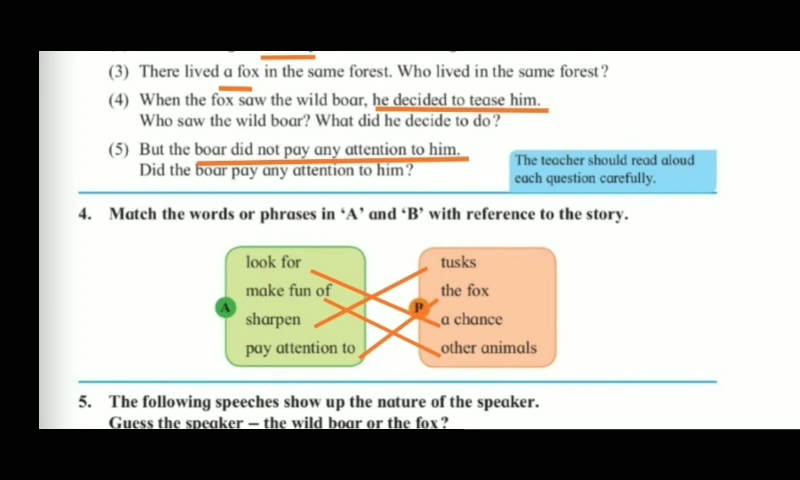 (3) There lived a fox in the same forest. Who lived in the same forest?
(4) When the fox saw the wild boar, he decided to tease him.
Who saw the wild boar? What did he decide to do?
(5) But the boar did not pay any attention to him.
Did the boar pay any attention to him?
The teacher should read aloud
each question carefully.
4. Match the words or phrases in ‘A’ and ‘B’ with reference to the story.
A
look for
make fun of
sharpen
pay attention to
B
tusks
the fox
a chance
other animals
5. The following speeches show up the nature of the speaker.
Guess the speaker – the wild boar or the fox?